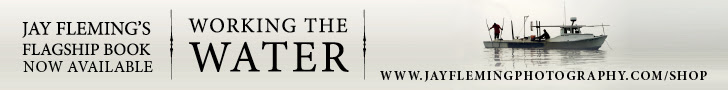 JAY FLEMING'S
FLAGSHIP BOOK
NOW AVAILABLE
WORKING THE
WATER
WWW.JAYFLEMINGPHOTOGRAPHY.COM/SHOP